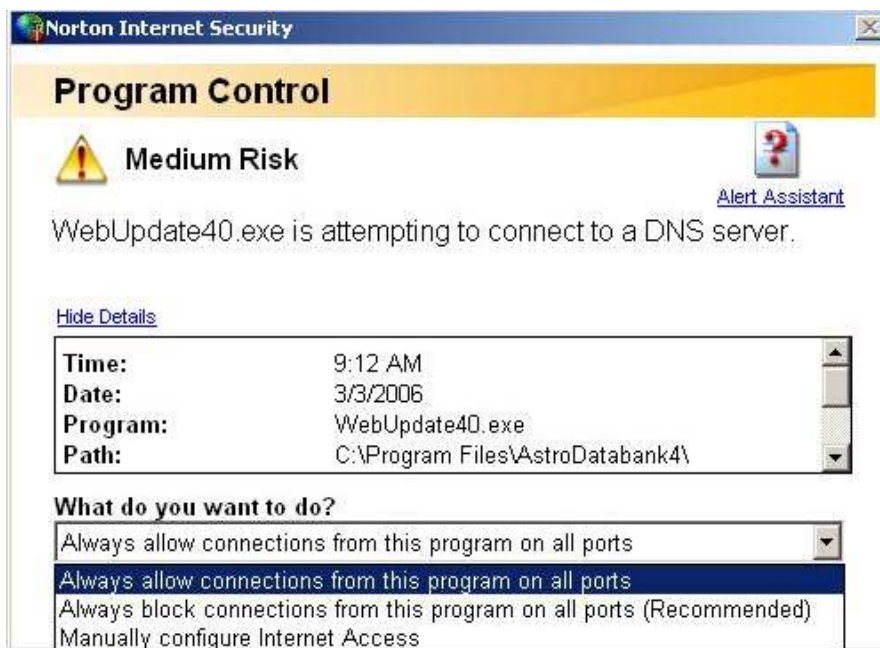 Norton Internet Security
Program Control
Medium Risk
Alert Assistant
WebUpdate40.exe is attempting to connect to a DNS server.
Hide Details
Time: 9:12 AM
Date: 3/3/2006
Program: WebUpdate40.exe
Path: C:\Program Files\AstroDatabank4\
What do you want to do?
Always allow connections from this program on all ports
Always allow connections from this program on all ports
Always block connections from this program on all ports (Recommended)
Manually configure Internet Access